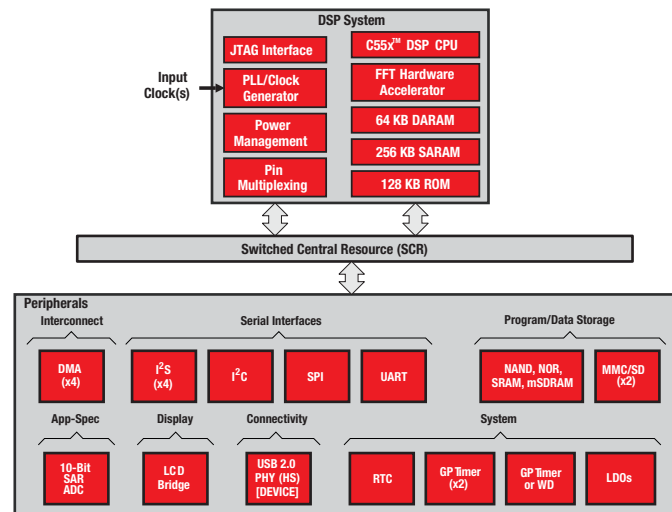 DSP System
JTAG Interface
C55x™ DSP CPU
Input
Clock(s)
PLL/Clock
Generator
FFT Hardware
Accelerator
Power
Management
64 KB DARAM
256 KB SARAM
Pin
Multiplexing
128 KB ROM
Switched Central Resource (SCR)
Peripherals
Interconnect
Serial Interfaces
Program/Data Storage
DMA
(x4)
I²S
(x4)
I²C
SPI
UART
NAND, NOR,
SRAM, mSDRAM
MMC/SD
(x2)
App-Spec
Display
Connectivity
System
10-Bit
SAR
ADC
LCD
Bridge
USB 2.0
PHY (HS)
[DEVICE]
RTC
GP Timer
(x2)
GP Timer
or WD
LDOs